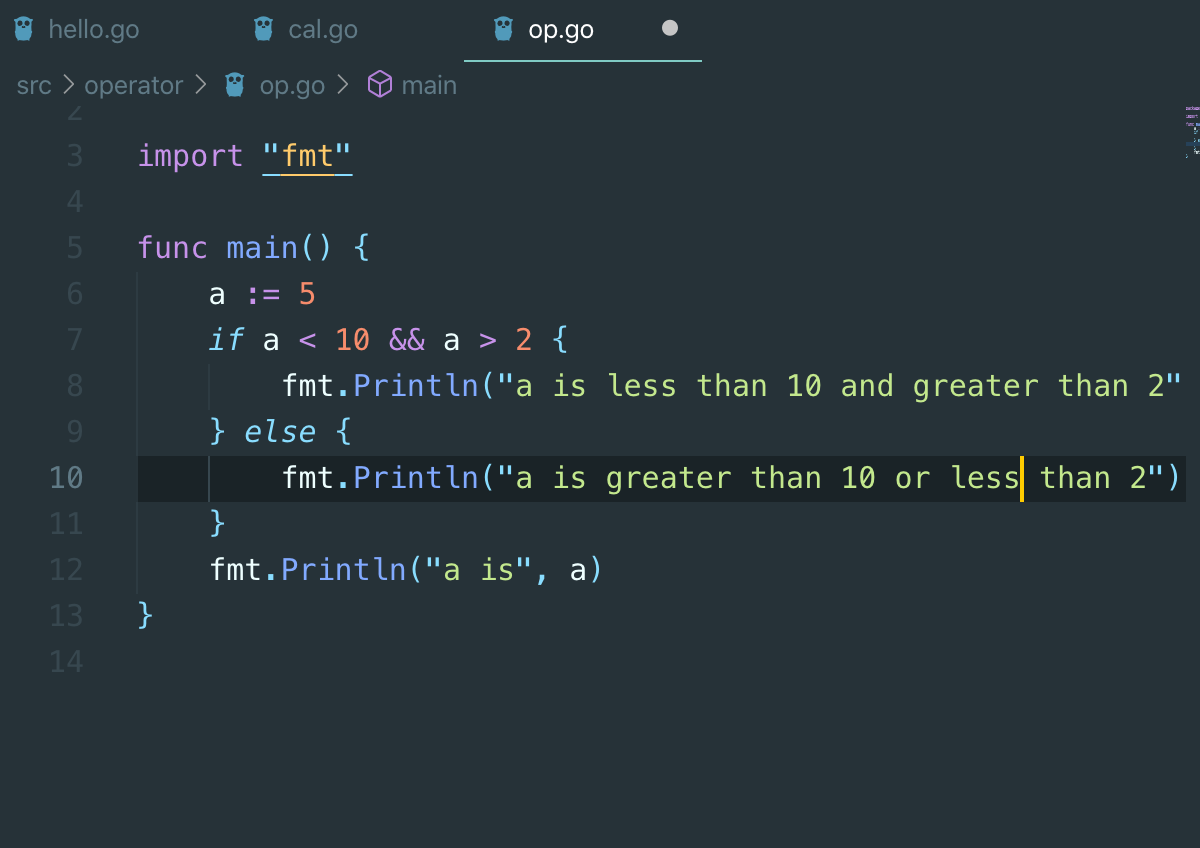 hello.go cal.go op.go
src > operator > op.go > main
2
3 import "fmt"
4
5 func main() {
6     a := 5
7     if a < 10 && a > 2 {
8         fmt.Println("a is less than 10 and greater than 2"
9     } else {
10         fmt.Println("a is greater than 10 or less than 2")
11     }
12     fmt.Println("a is", a)
13 }
14